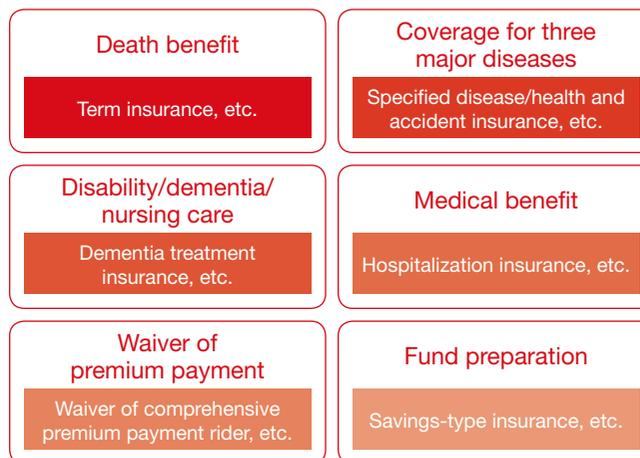 Death benefit
Term insurance, etc.
Coverage for three
major diseases
Specified disease/health and
accident insurance, etc.
Disability/dementia/
nursing care
Dementia treatment
insurance, etc.
Medical benefit
Hospitalization insurance, etc.
Waiver of
premium payment
Waiver of comprehensive
premium payment rider, etc.
Fund preparation
Savings-type insurance, etc.